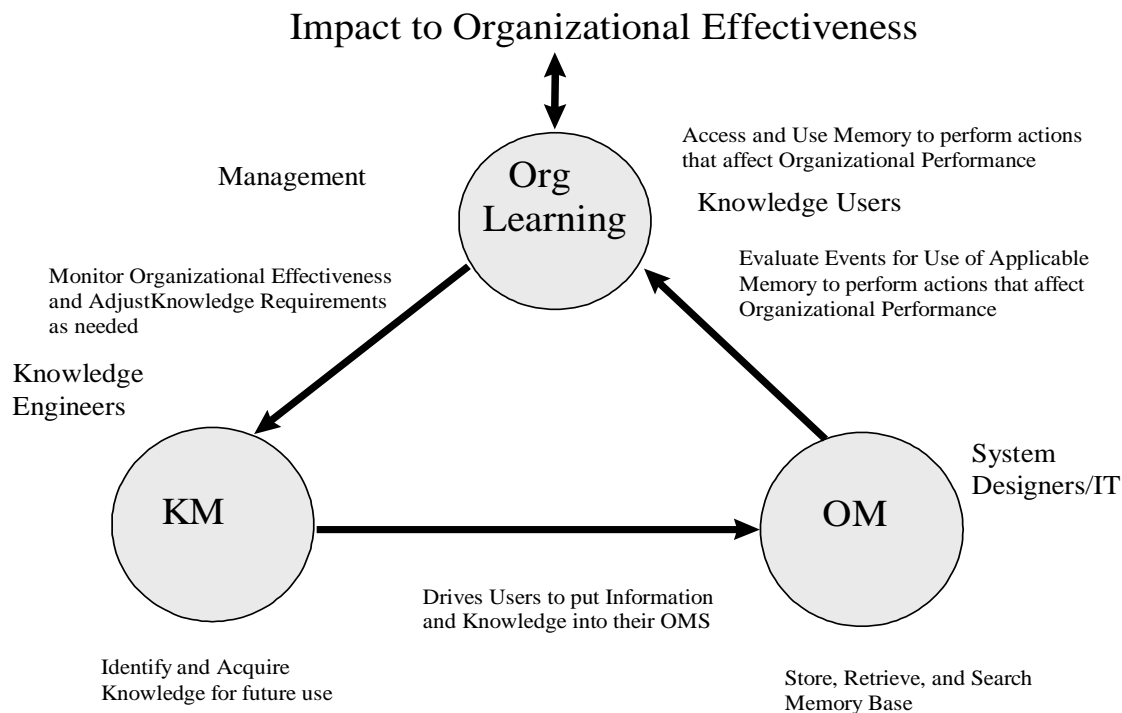 Impact to Organizational Effectiveness
Access and Use Memory to perform actions
that affect Organizational Performance
Management
Org
Learning
Knowledge Users
Evaluate Events for Use of Applicable
Memory to perform actions that affect
Organizational Performance
Monitor Organizational Effectiveness
and AdjustKnowledge Requirements
as needed
Knowledge
Engineers
System
Designers/IT
KM
OM
Drives Users to put Information
and Knowledge into their OMS
Identify and Acquire
Knowledge for future use
Store, Retrieve, and Search
Memory Base